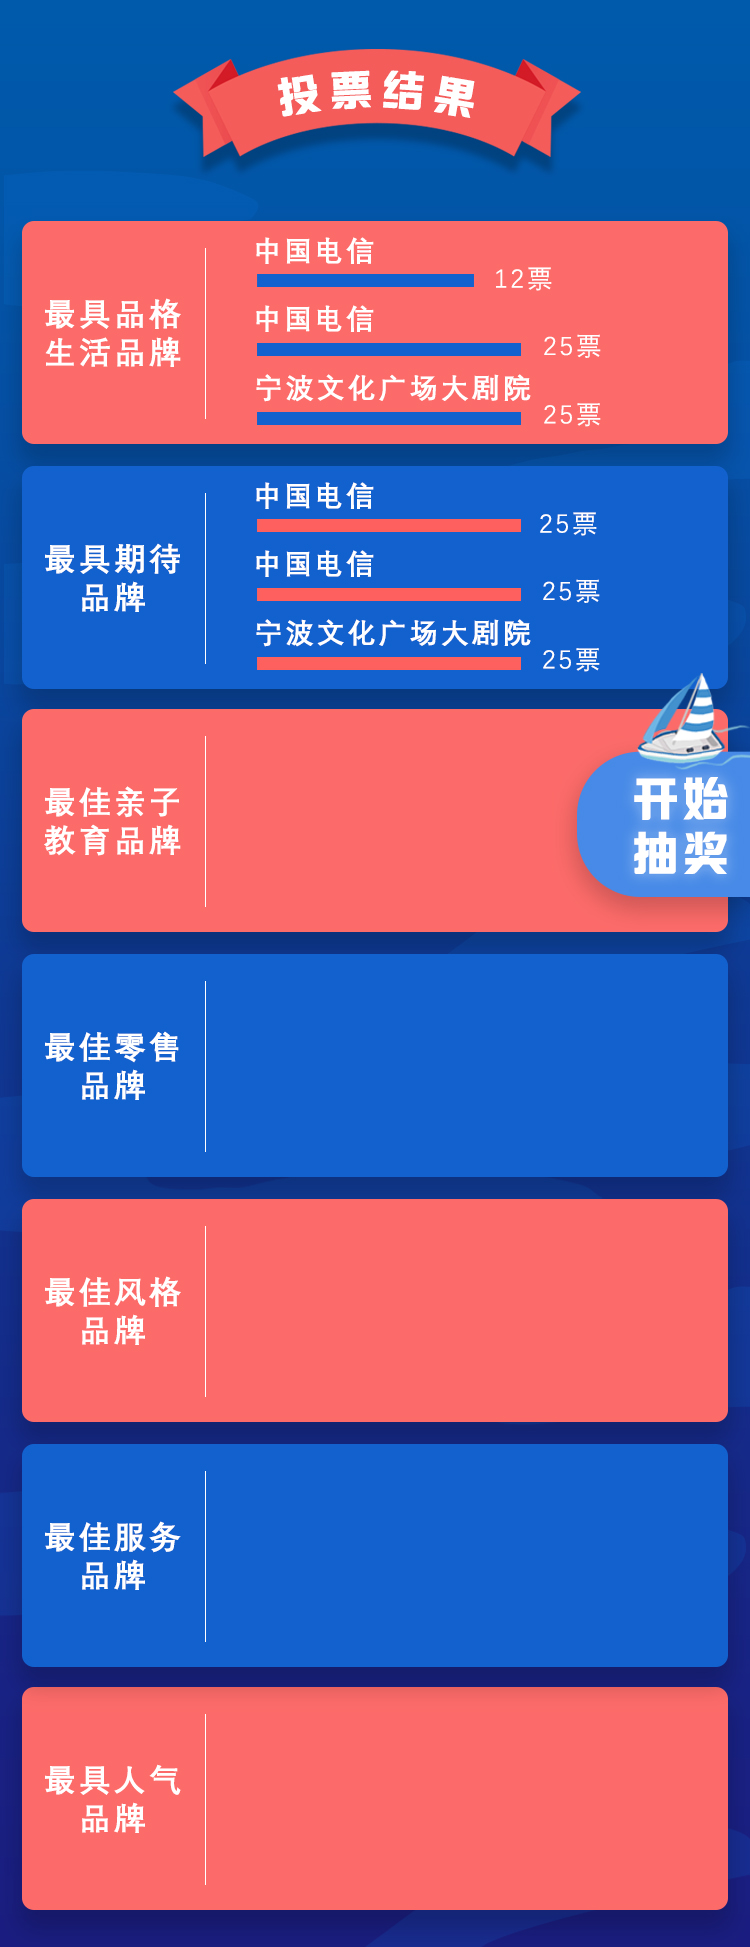 投票结果
最具品格
生活品牌
中国电信
12票
中国电信
25票
宁波文化广场大剧院
25票
最具期待
品牌
中国电信
25票
中国电信
25票
宁波文化广场大剧院
25票
最佳亲子
教育品牌
开始
抽奖
最佳零售
品牌
最佳风格
品牌
最佳服务
品牌
最具人气
品牌